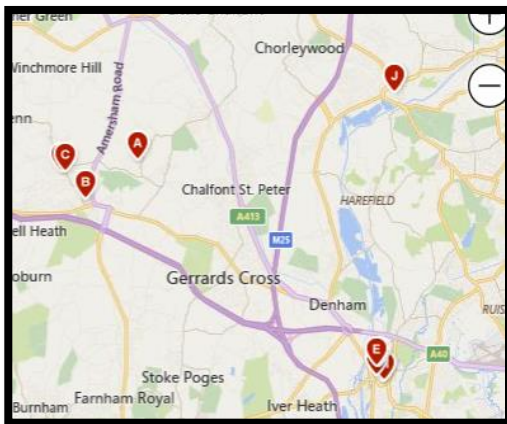 ner Green
Chorleywood
Winchmore Hill
J
enn
Amersham Road
A
C
B
Chalfont St. Peter
HAREFIELD
A413
ell Heath
M25
oburn
Gerrards Cross
Denham
RUIS
E
A40
Stoke Poges
Farnham Royal
Burnham
Iver Heath